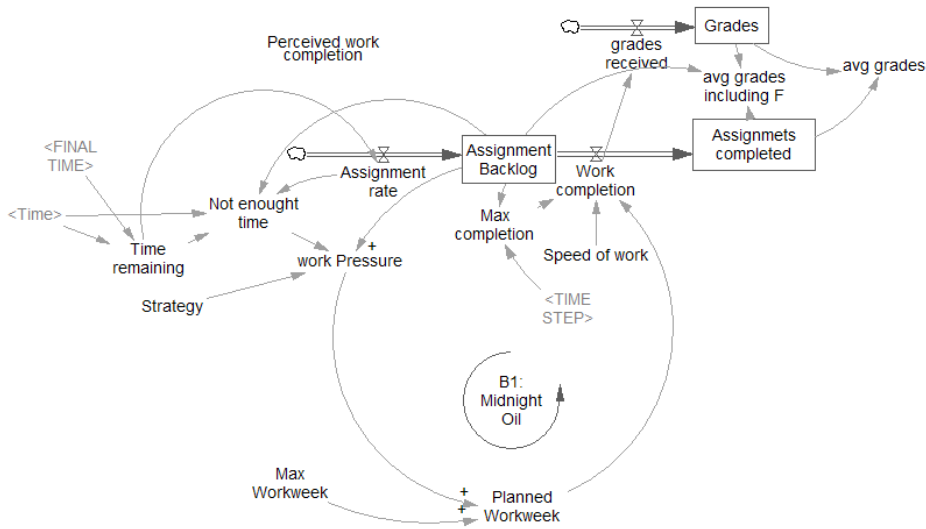 Perceived work
completion
Grades
grades
received
avg grades
including F
avg grades
<FINAL
TIME>
Assignment
rate
Assignment
Backlog
Work
completion
Assignmets
completed
<Time>
Not enought
time
Max
completion
Time
remaining
+
work Pressure
Speed of work
Strategy
<TIME
STEP>
B1:
Midnight
Oil
Max
Workweek
+
+
Planned
Workweek